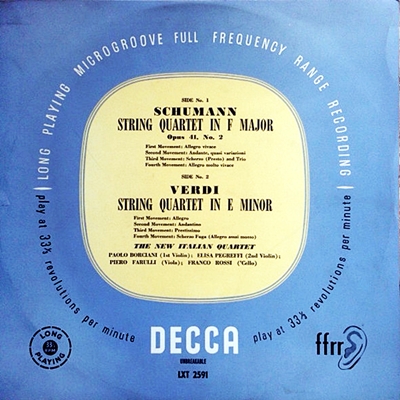 LONG PLAYING MICROGROOVE FULL FREQUENCY RANGE RECORDING
SIDE No. 1
SCHUMANN
STRING QUARTET IN F MAJOR
Opus 41, No. 2
First Movement: Allegro vivace
Second Movement: Andante, quasi variazioni
Third Movement: Scherzo (Presto) and Trio
Fourth Movement: Allegro molto vivace
SIDE No. 2
VERDI
STRING QUARTET IN E MINOR
First Movement: Allegro
Second Movement: Andantino
Third Movement: Prestissimo
Fourth Movement: Scherzo Fuga (Allegro assai mosso)
THE NEW ITALIAN QUARTET
PAOLO BORCIANI (1st Violin); ELISA PEGREFFI (2nd Violin);
PIERO FARULLI (Viola); FRANCO ROSSI ('Cello)
play at 33⅓ revolutions per minute
play at 33⅓ revolutions per minute
LONG
33
PLAYING
DECCA
UNBREAKABLE
LXT 2591
ffrr